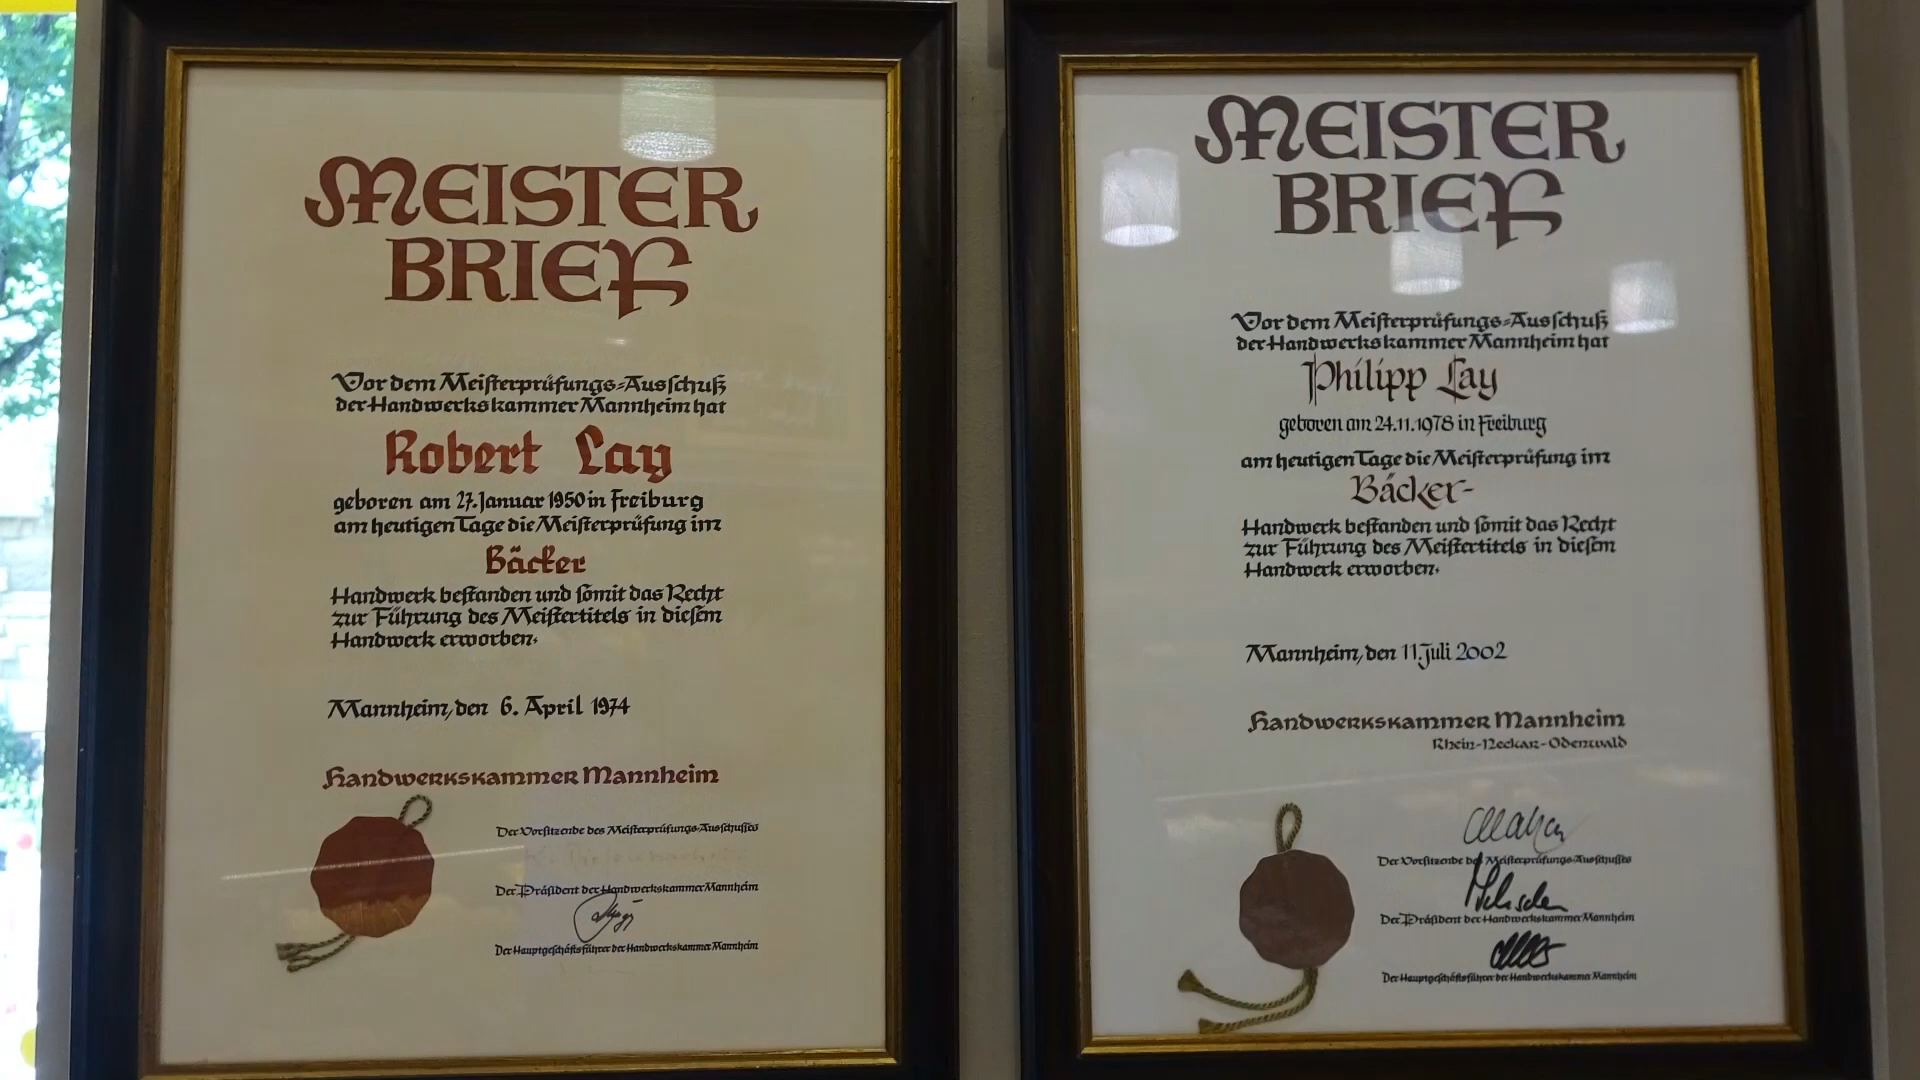 MEISTER
BRIEF
Vor dem Meisterprüfungs-Ausschuß
der Handwerkskammer Mannheim hat
Robert Lay
geboren am 27. Januar 1950 in Freiburg
am heutigen Tage die Meisterprüfung im
Bäcker
Handwerk bestanden und somit das Recht
zur Führung des Meistertitels in diesem
Handwerk erworben.
Mannheim, den 6. April 1974
Handwerkskammer Mannheim
Der Vorsitzende des Meisterprüfungs-Ausschusses
Der Präsident der Handwerkskammer Mannheim
Der Hauptgeschäftsführer der Handwerkskammer Mannheim
MEISTER
BRIEF
Vor dem Meisterprüfungs-Ausschuß
der Handwerkskammer Mannheim hat
Philipp Lay
geboren am 24.11.1978 in Freiburg
am heutigen Tage die Meisterprüfung im
Bäcker-
Handwerk bestanden und somit das Recht
zur Führung des Meistertitels in diesem
Handwerk erworben.
Mannheim, den 11. Juli 2002
Handwerkskammer Mannheim
Rhein-Neckar-Odenwald
Der Vorsitzende des Meisterprüfungs-Ausschusses
Der Präsident der Handwerkskammer Mannheim
Der Hauptgeschäftsführer der Handwerkskammer Mannheim